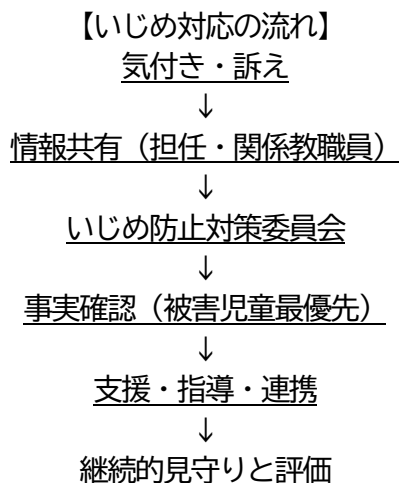 【いじめ対応の流れ】
気付き・訴え
↓
情報共有（担任・関係教職員）
↓
いじめ防止対策委員会
↓
事実確認（被害児童最優先）
↓
支援・指導・連携
↓
継続的見守りと評価